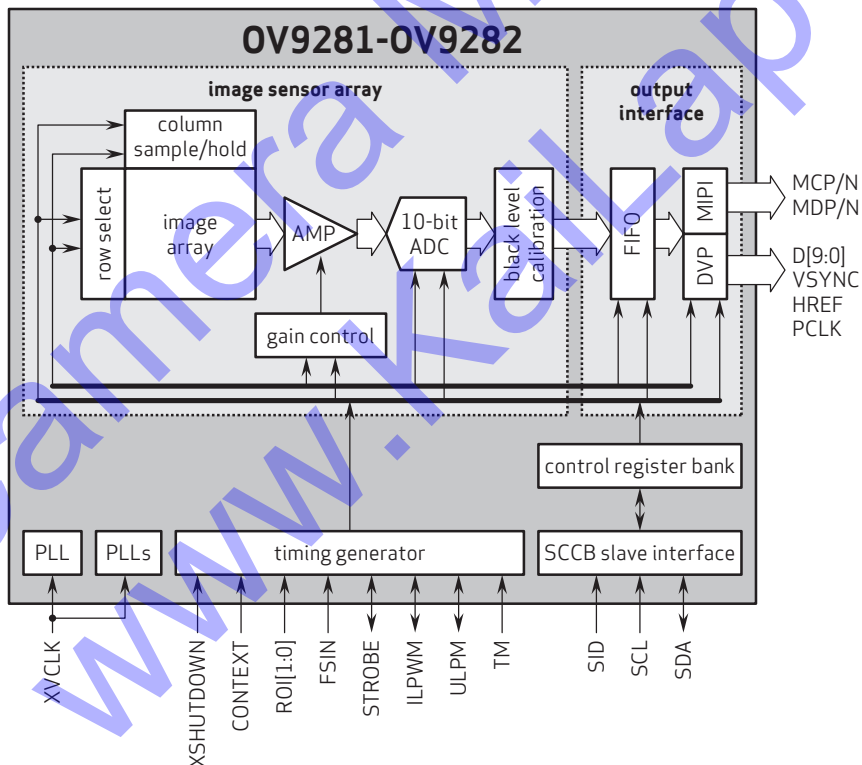 OV9281-OV9282
image sensor array
output
interface
column
sample/hold
row select
image
array
AMP
10-bit
ADC
black level
calibration
FIFO
MIPI
DVP
MCP/N
MDP/N
D[9:0]
VSYNC
HREF
PCLK
gain control
control register bank
PLL
PLLs
timing generator
SCCB slave interface
XVCLK
XSHUTDOWN
CONTEXT
ROI[1:0]
FSIN
STROBE
ILPWM
ULPM
TM
SID
SCL
SDA
amera M
www.KaiLap